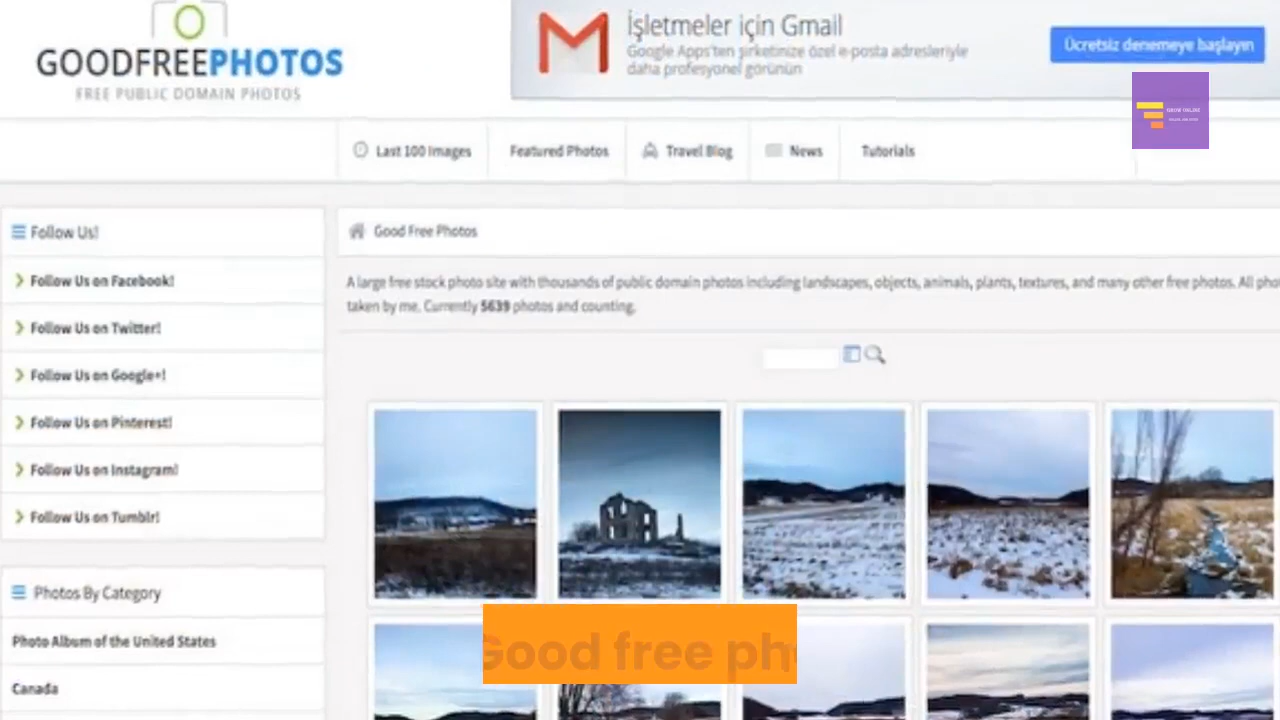 GOODFREEPHOTOS
FREE PUBLIC DOMAIN PHOTOS
İşletmeler için Gmail
Google Apps'ten şirketinize özel e-posta adresleriyle
daha profesyonel görünün
Ücretsiz denemeye başlayın
GROW ONLINE
Last 100 Images
Featured Photos
Travel Blog
News
Tutorials
Follow Us!
Follow Us on Facebook!
Follow Us on Twitter!
Follow Us on Google+!
Follow Us on Pinterest!
Follow Us on Instagram!
Follow Us on Tumblr!
Photos By Category
Photo Album of the United States
Canada
Good Free Photos
A large free stock photo site with thousands of public domain photos including landscapes, objects, animals, plants, textures, and many other free photos. All pho
taken by me. Currently 5639 photos and counting.
Good free pho